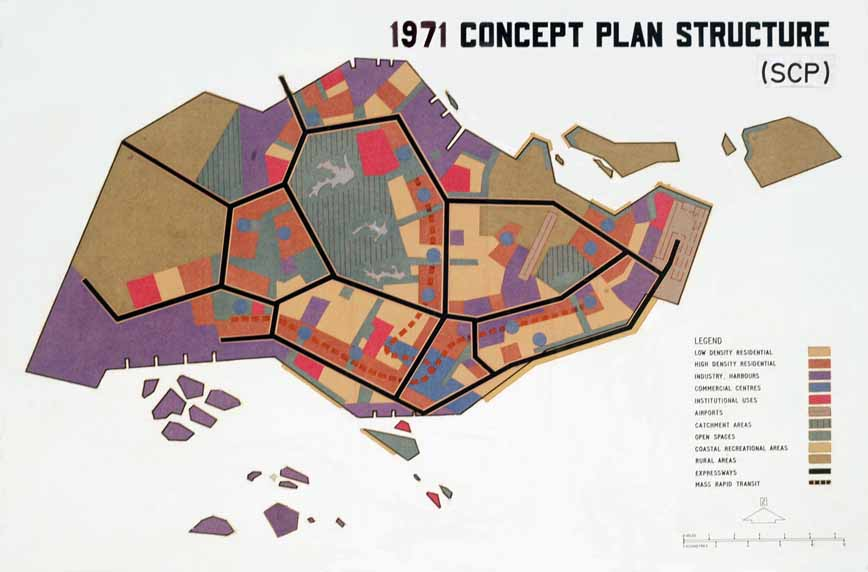 1971 CONCEPT PLAN STRUCTURE
(SCP)
LEGEND
LOW DENSITY RESIDENTIAL
HIGH DENSITY RESIDENTIAL
INDUSTRY, HARBOURS
COMMERCIAL CENTRES
INSTITUTIONAL USES
AIRPORTS
CATCHMENT AREAS
OPEN SPACES
COASTAL RECREATIONAL AREAS
RURAL AREAS
EXPRESSWAYS
MASS RAPID TRANSIT